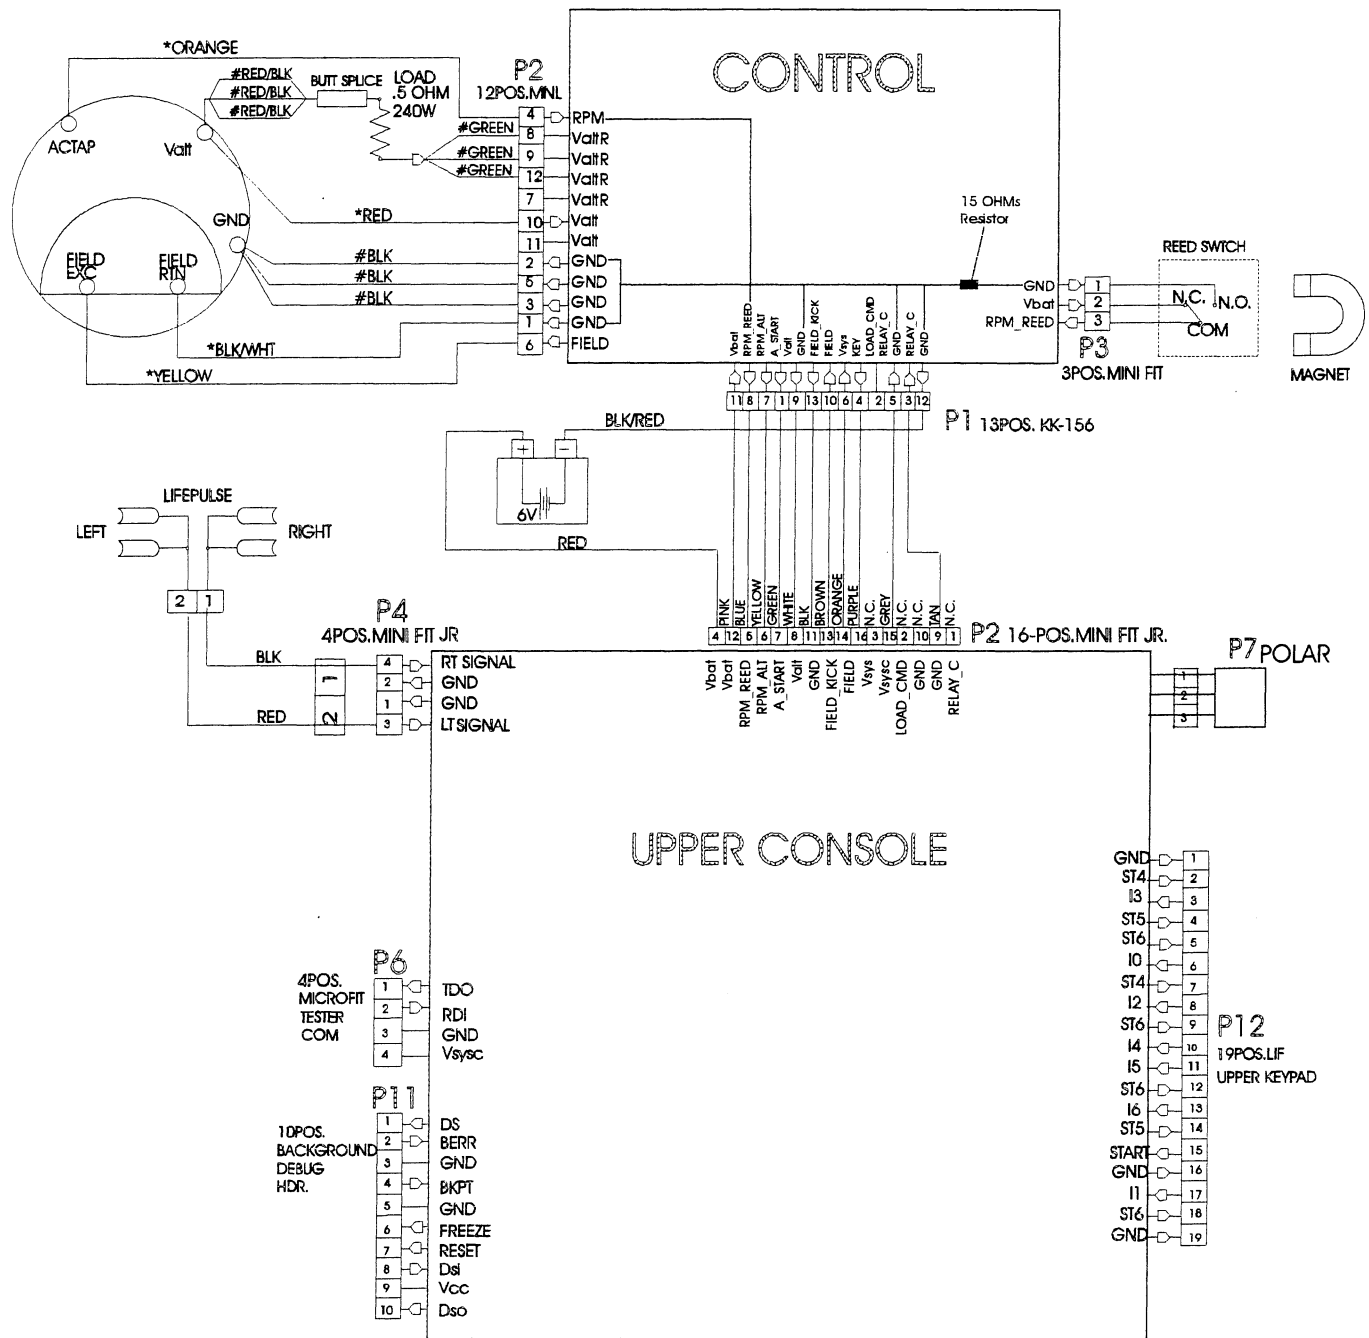 CONTROL
*ORANGE
#RED/BLK
#RED/BLK
#RED/BLK
BUTT SPLICE
LOAD
.5 OHM
240W
P2
12POS.MNL
ACTAP
Valt
GND
FIELD
EXC
FIELD
RTN
#GREEN
#GREEN
#GREEN
*RED
#BLK
#BLK
#BLK
*BLK/WHT
*YELLOW
4 RPM
8 ValtR
9 ValtR
12 ValtR
7 ValtR
10 Valt
11 Valt
2 GND
5 GND
3 GND
1 GND
6 FIELD
15 OHMs
Resistor
GND 1
Vbat 2
RPM_REED 3
P3
3POS.MINI FIT
REED SWTCH
N.C.
N.O.
COM
MAGNET
Vbat
RPM_REED
RPM_ALT
A_START
Valt
GND
FIELD_KICK
FIELD
Vsys
KEY
LOAD_CMD
RELAY_C
GND
RELAY_C
GND
11 8 7 1 9 13 10 6 4 2 5 3 12
P1 13POS. KK-156
BLK/RED
+
−
6V
RED
LIFEPULSE
LEFT
RIGHT
2 1
P4
4POS.MINI FIT JR
BLK
RED
1
2
4 RT SIGNAL
2 GND
1 GND
3 LT SIGNAL
PINK
BLUE
YELLOW
GREEN
WHITE
BLK
BROWN
ORANGE
PURPLE
N.C.
GREY
N.C.
N.C.
TAN
N.C.
4 12 5 6 7 8 11 13 14 16 3 15 2 10 9 1
P2 16-POS.MINI FIT JR.
Vbat
Vbat
RPM_REED
RPM_ALT
A_START
Valt
GND
FIELD_KICK
FIELD
Vsys
Vsysc
LOAD_CMD
GND
GND
RELAY_C
P7 POLAR
1
2
3
UPPER CONSOLE
P6
4POS.
MICROFIT
TESTER
COM
1 TDO
2 RDI
3 GND
4 Vsysc
P11
10POS.
BACKGROUND
DEBUG
HDR.
1 DS
2 BERR
3 GND
4 BKPT
5 GND
6 FREEZE
7 RESET
8 Dsi
9 Vcc
10 Dso
GND 1
ST4 2
I3 3
ST5 4
ST6 5
I0 6
ST4 7
I2 8
ST6 9
I4 10
I5 11
ST6 12
I6 13
ST5 14
START 15
GND 16
I1 17
ST6 18
GND 19
P12
19POS.LIF
UPPER KEYPAD